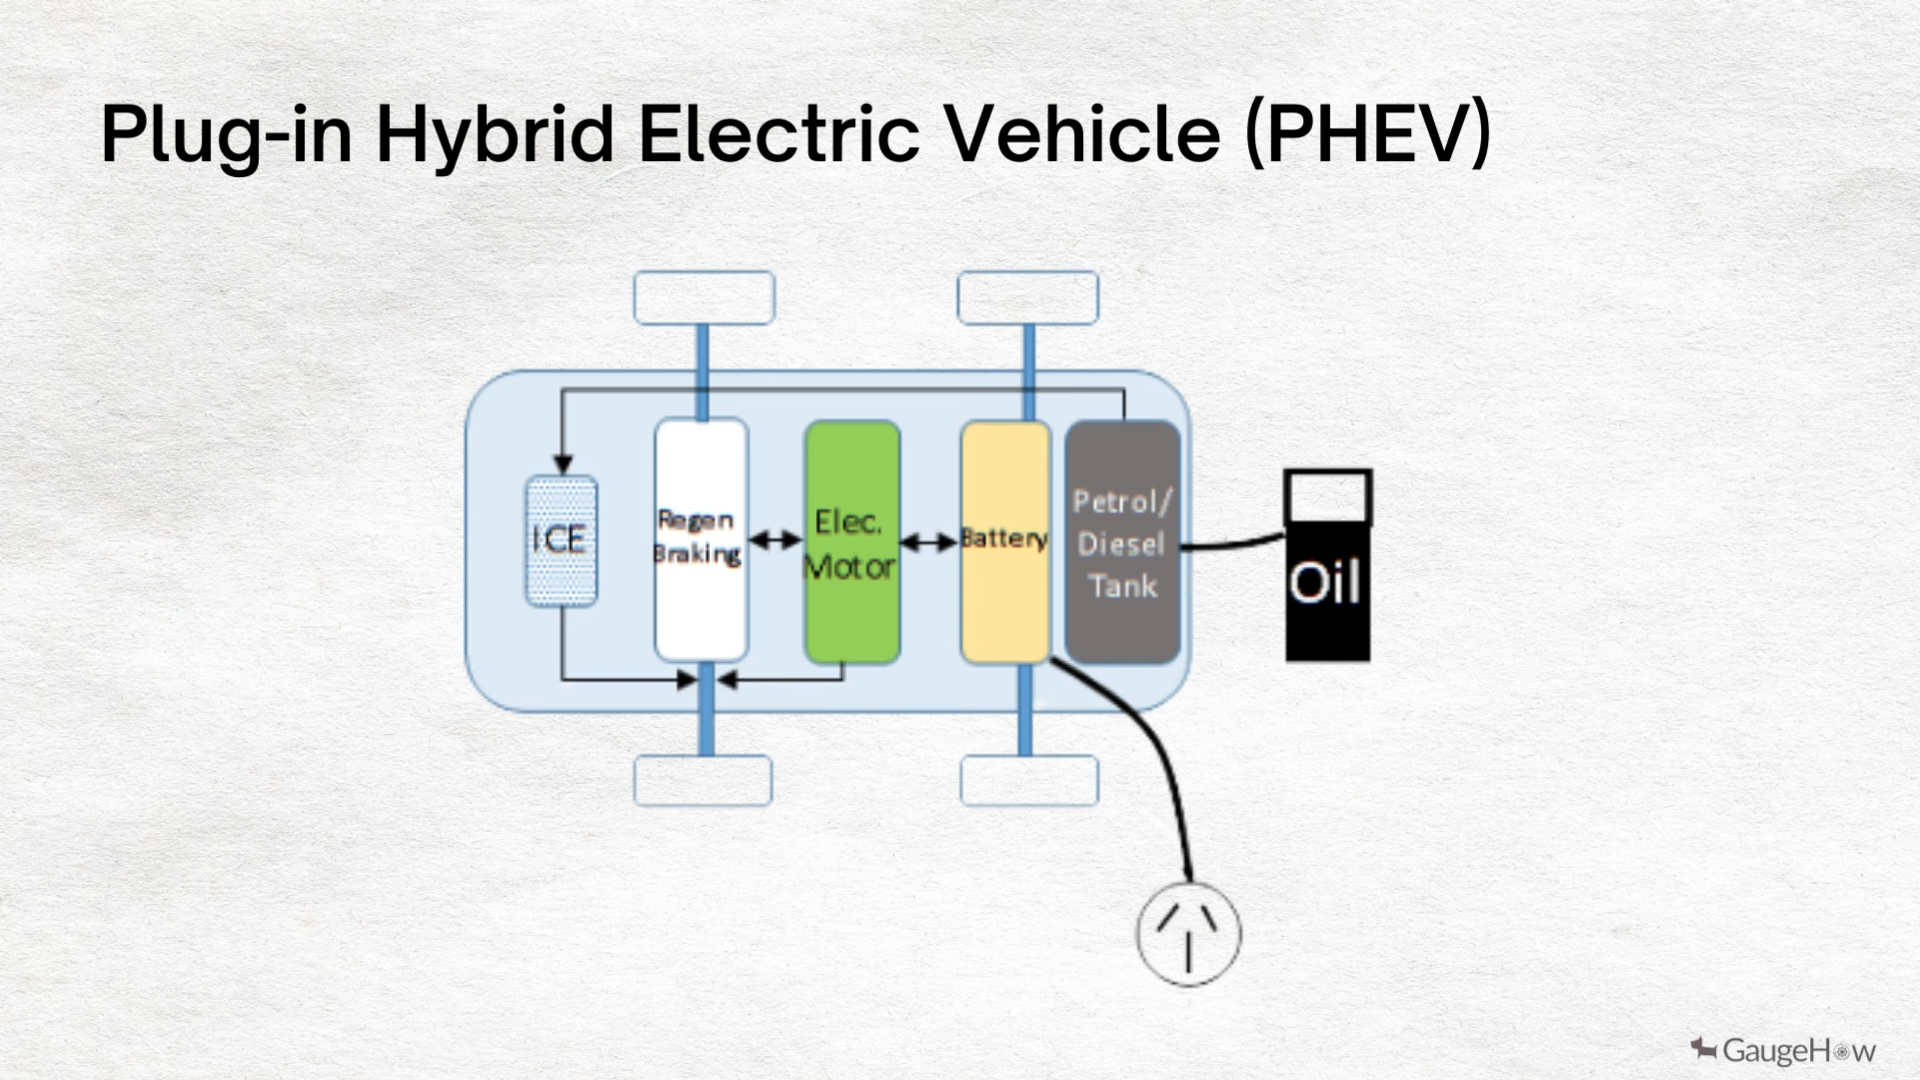 Plug-in Hybrid Electric Vehicle (PHEV)
ICE
Regen
Braking
Elec.
Motor
Battery
Petrol/
Diesel
Tank
Oil
GaugeHow